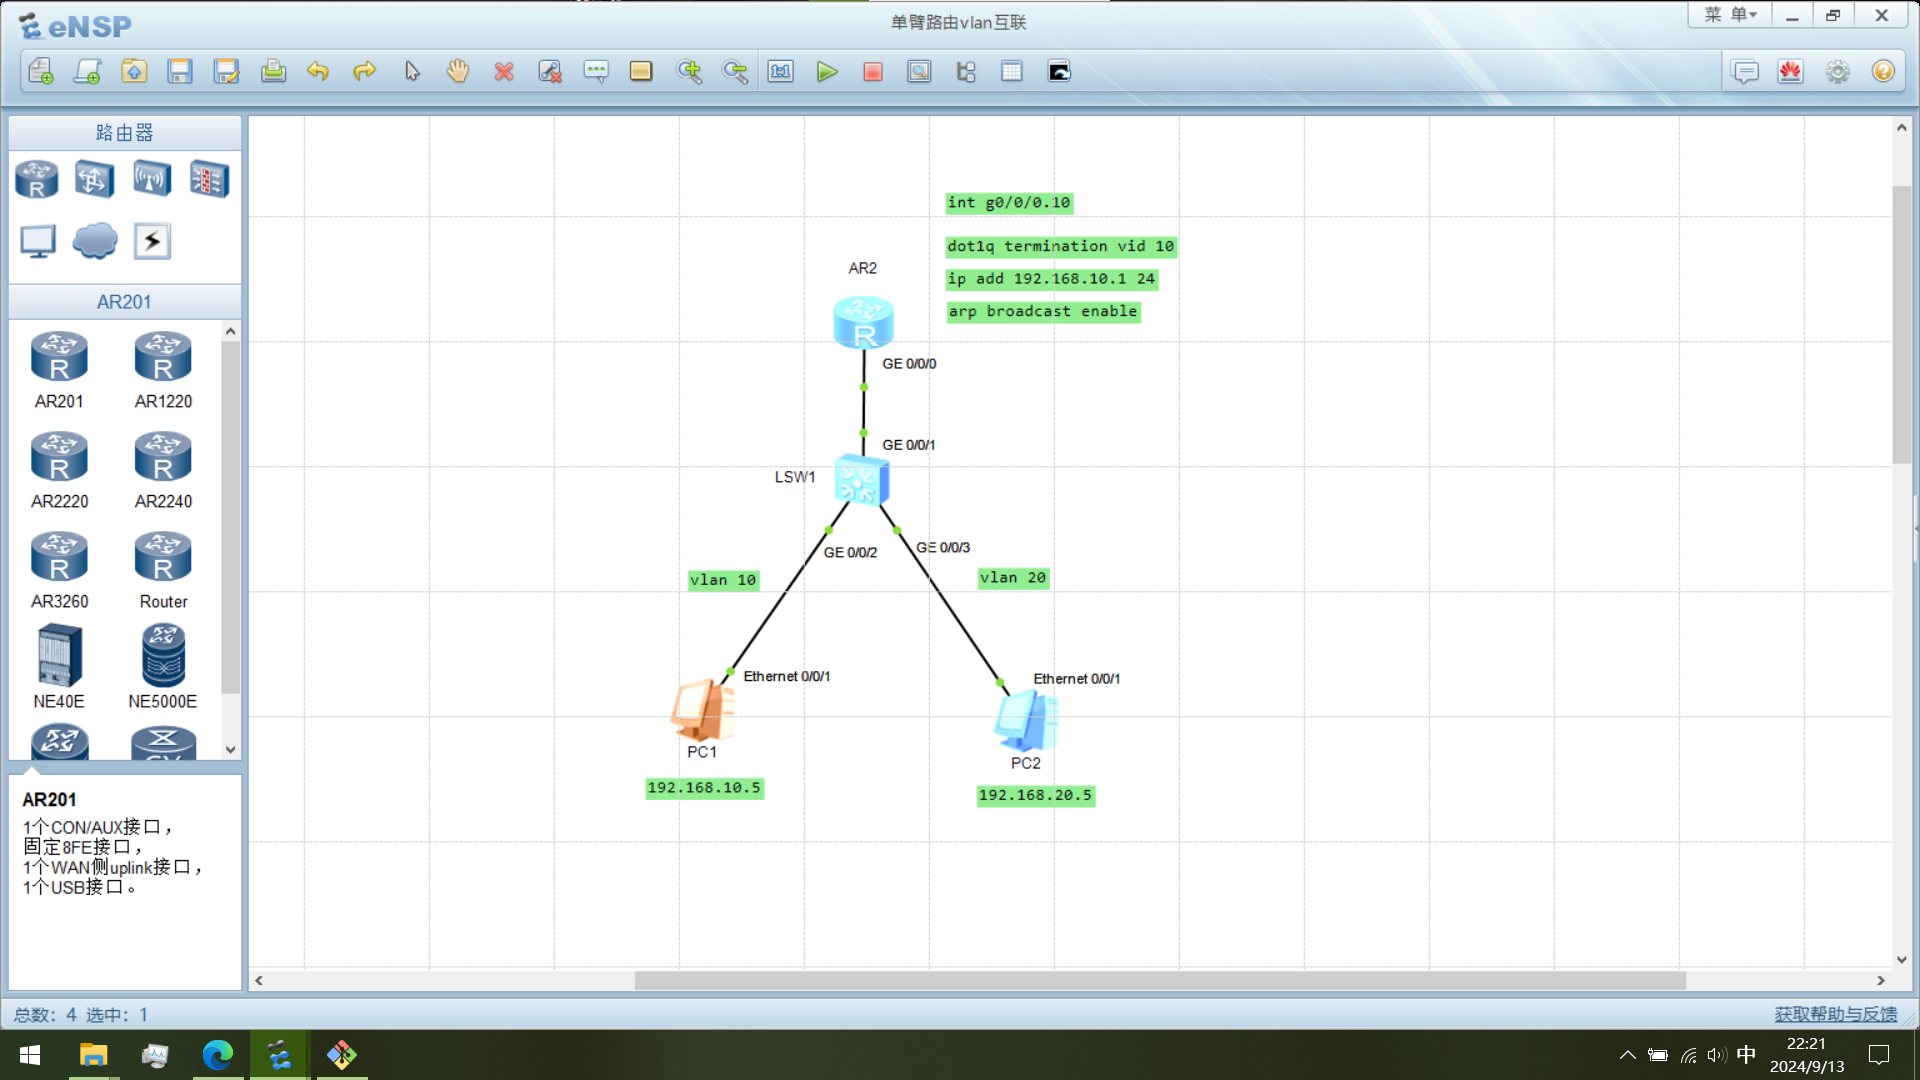 eNSP
单臂路由vlan互联
菜 单
路由器
AR201
AR201
AR1220
AR2220
AR2240
AR3260
Router
NE40E
NE5000E
AR201
1个CON/AUX接口，
固定8FE接口，
1个WAN侧uplink接口，
1个USB接口。
int g0/0/0.10
dot1q termination vid 10
ip add 192.168.10.1 24
arp broadcast enable
AR2
GE 0/0/0
GE 0/0/1
LSW1
GE 0/0/2
GE 0/0/3
vlan 10
vlan 20
Ethernet 0/0/1
Ethernet 0/0/1
PC1
PC2
192.168.10.5
192.168.20.5
总数：4 选中：1
获取帮助与反馈
中
22:21
2024/9/13